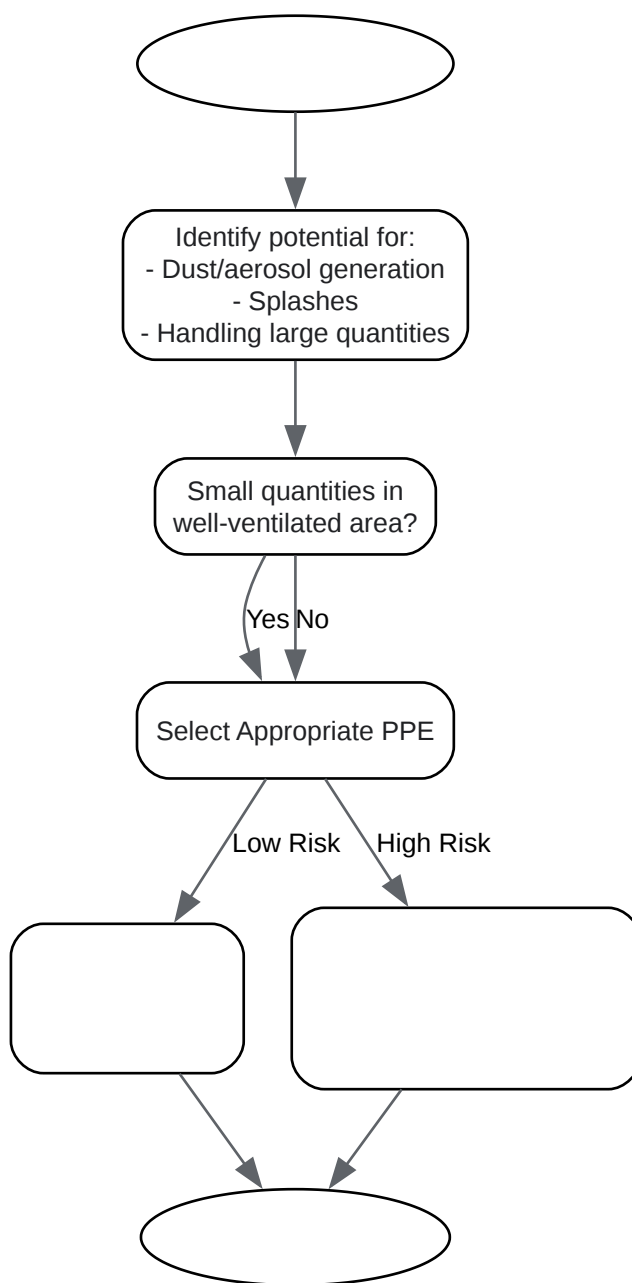 Identify potential for:
- Dust/aerosol generation
- Splashes
- Handling large quantities
Small quantities in
well-ventilated area?
Yes
No
Select Appropriate PPE
Low Risk
High Risk